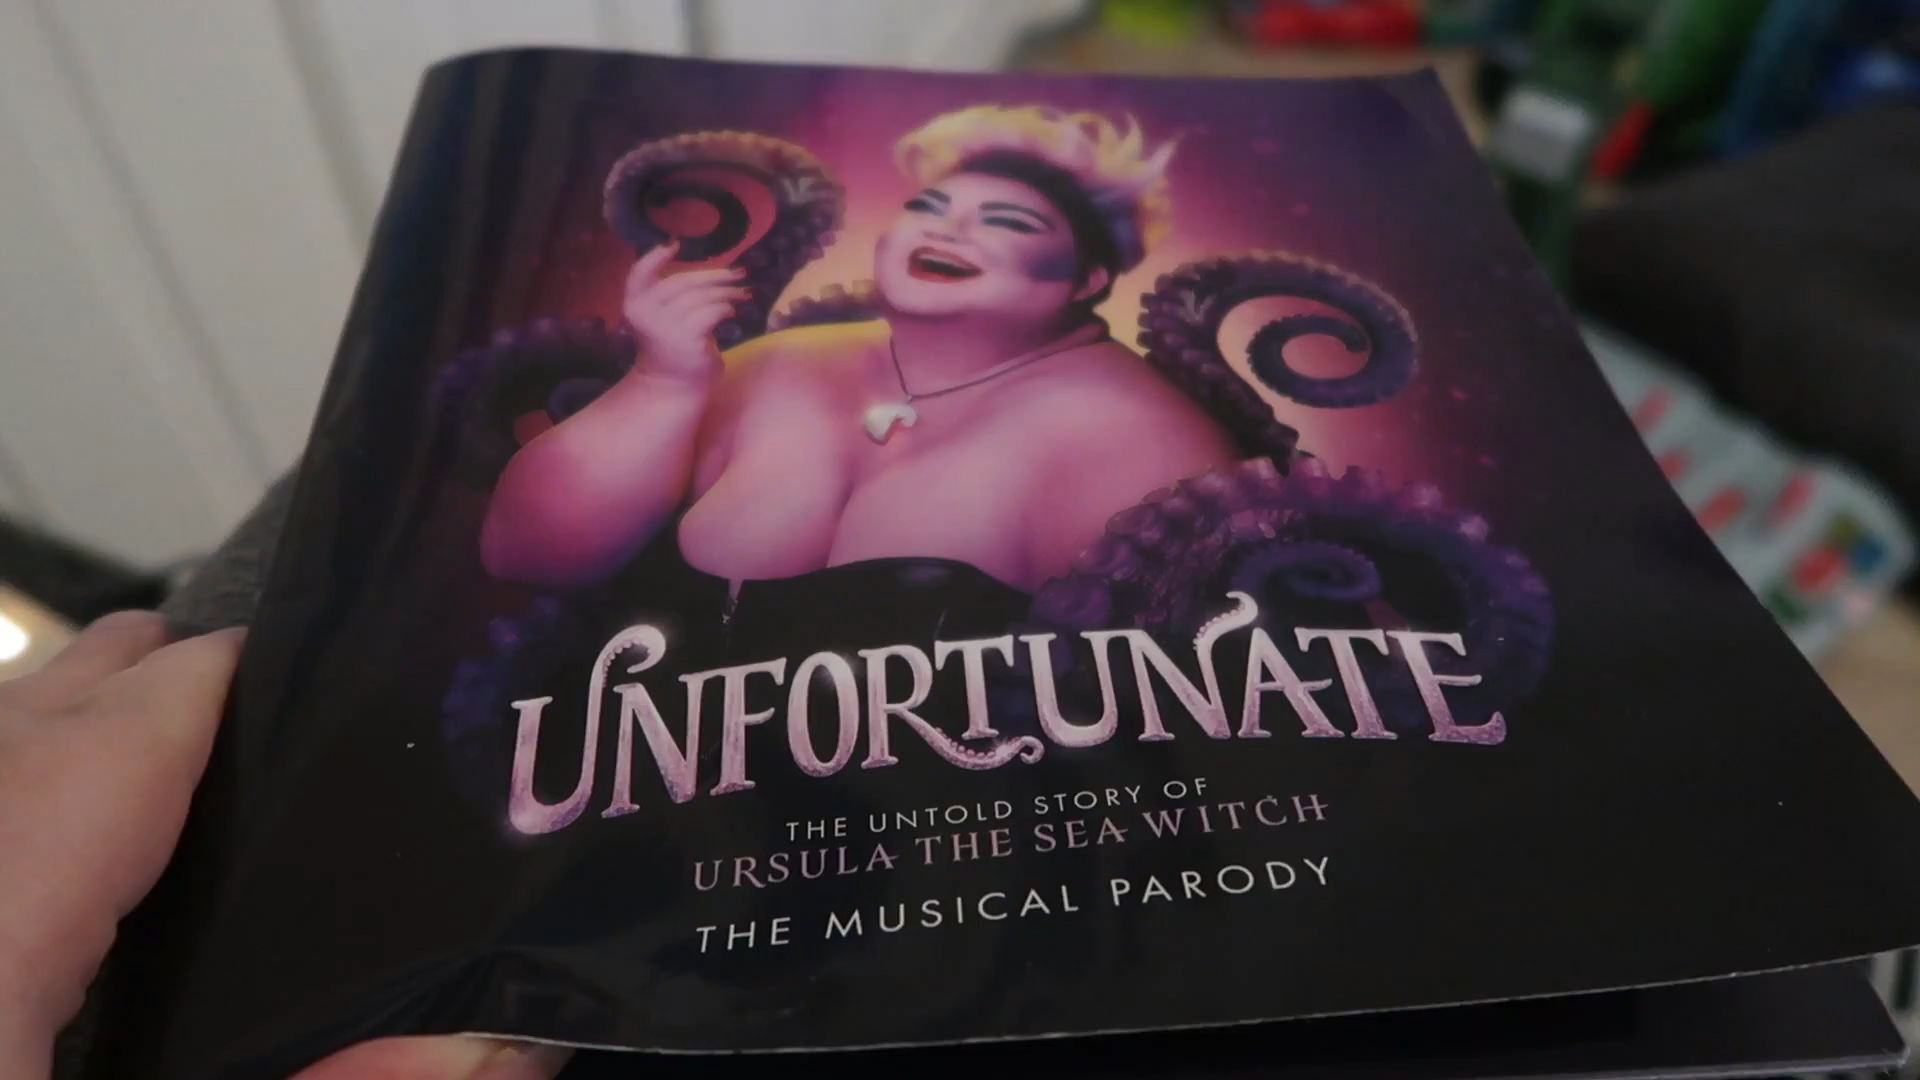 UNFORTUNATE
THE UNTOLD STORY OF
URSULA THE SEA WITCH
THE MUSICAL PARODY